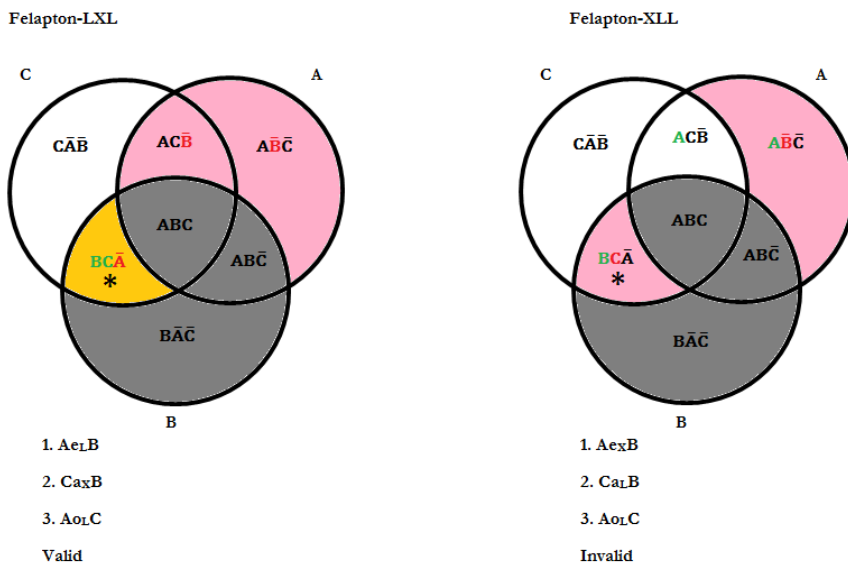 Felapton-LXL
C
A
CĀB̄
ACB̄
AB̄C̄
ABC
BCĀ
*
ABC̄
BĀC̄
B
1. AeLB
2. CaXB
3. AoLC
Valid
Felapton-XLL
C
A
CĀB̄
ACB̄
AB̄C̄
ABC
BCĀ
*
ABC̄
BĀC̄
B
1. AeXB
2. CaLB
3. AoLC
Invalid